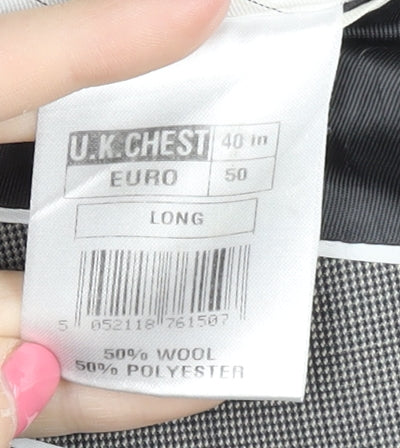 U.K.CHEST 40 in
EURO 50
LONG
5 052118 761507
50% WOOL
50% POLYESTER